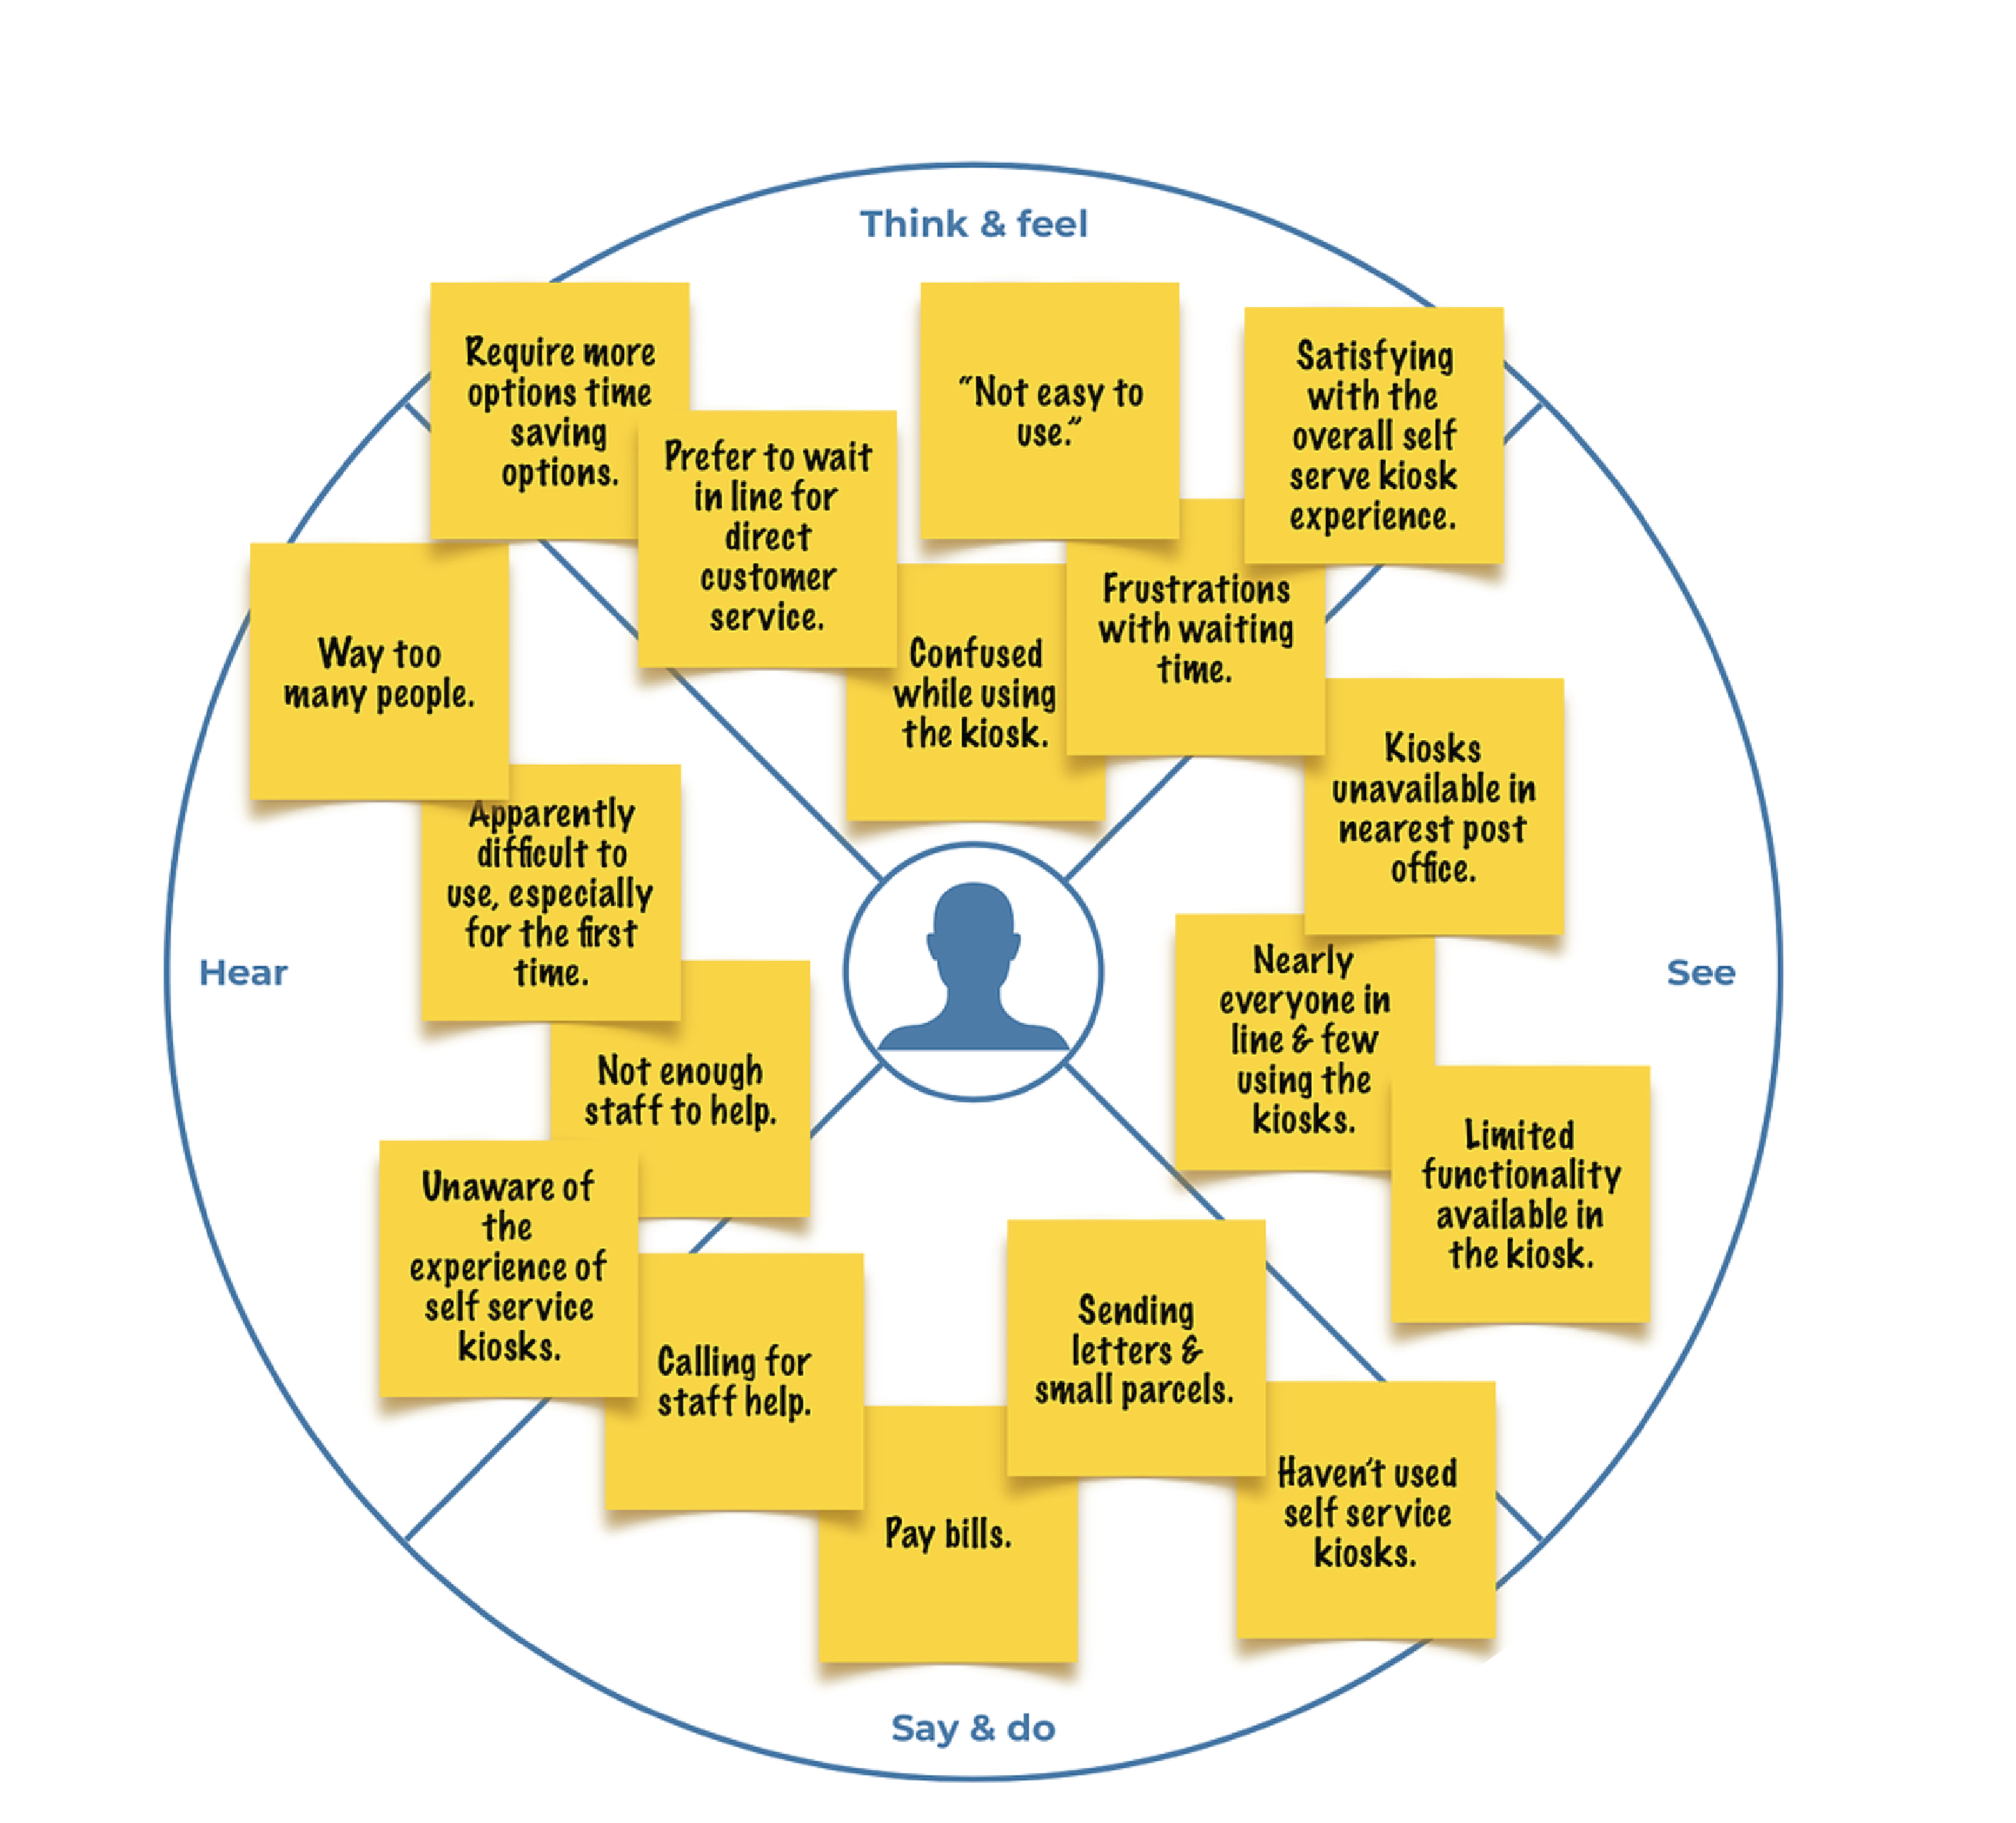 Think & feel
Require more
options time
saving
options.
Prefer to wait
in line for
direct
customer
service.
"Not easy to
use."
Satisfying
with the
overall self
serve kiosk
experience.
Confused
while using
the kiosk.
Frustrations
with waiting
time.
Hear
Way too
many people.
Apparently
difficult to
use, especially
for the first
time.
Not enough
staff to help.
Unaware of
the
experience of
self service
kiosks.
See
Kiosks
unavailable in
nearest post
office.
Nearly
everyone in
line & few
using the
kiosks.
Limited
functionality
available in
the kiosk.
Calling for
staff help.
Pay bills.
Sending
letters &
small parcels.
Haven't used
self service
kiosks.
Say & do